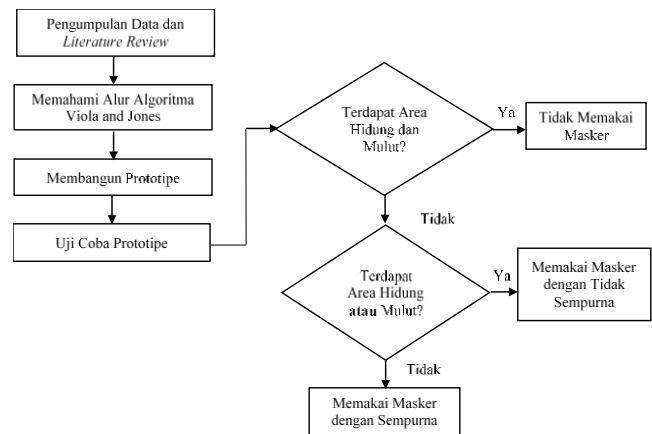 Pengumpulan Data dan
Literature Review
Memahami Alur Algoritma
Viola and Jones
Membangun Prototipe
Uji Coba Prototipe
Terdapat Area
Hidung dan
Mulut?
Ya
Tidak Memakai
Masker
Tidak
Terdapat
Area Hidung
atau Mulut?
Ya
Memakai Masker
dengan Tidak
Sempurna
Tidak
Memakai Masker
dengan Sempurna